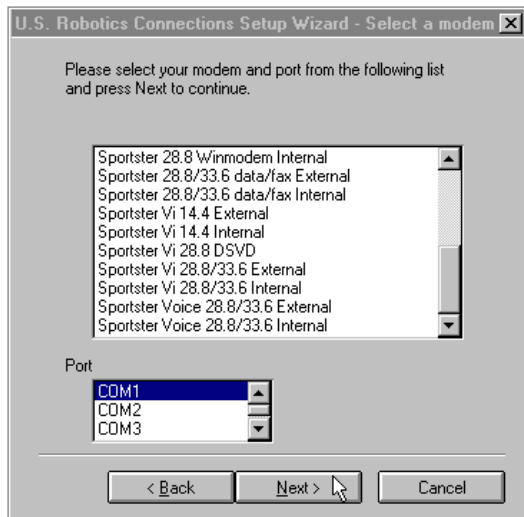 U.S. Robotics Connections Setup Wizard - Select a modem
Please select your modem and port from the following list
and press Next to continue.
Sportster 28.8 Winmodem Internal
Sportster 28.8/33.6 data/fax External
Sportster 28.8/33.6 data/fax Internal
Sportster Vi 14.4 External
Sportster Vi 14.4 Internal
Sportster Vi 28.8 DSVD
Sportster Vi 28.8/33.6 External
Sportster Vi 28.8/33.6 Internal
Sportster Voice 28.8/33.6 External
Sportster Voice 28.8/33.6 Internal
Port
COM1
COM2
COM3
< Back Next > Cancel